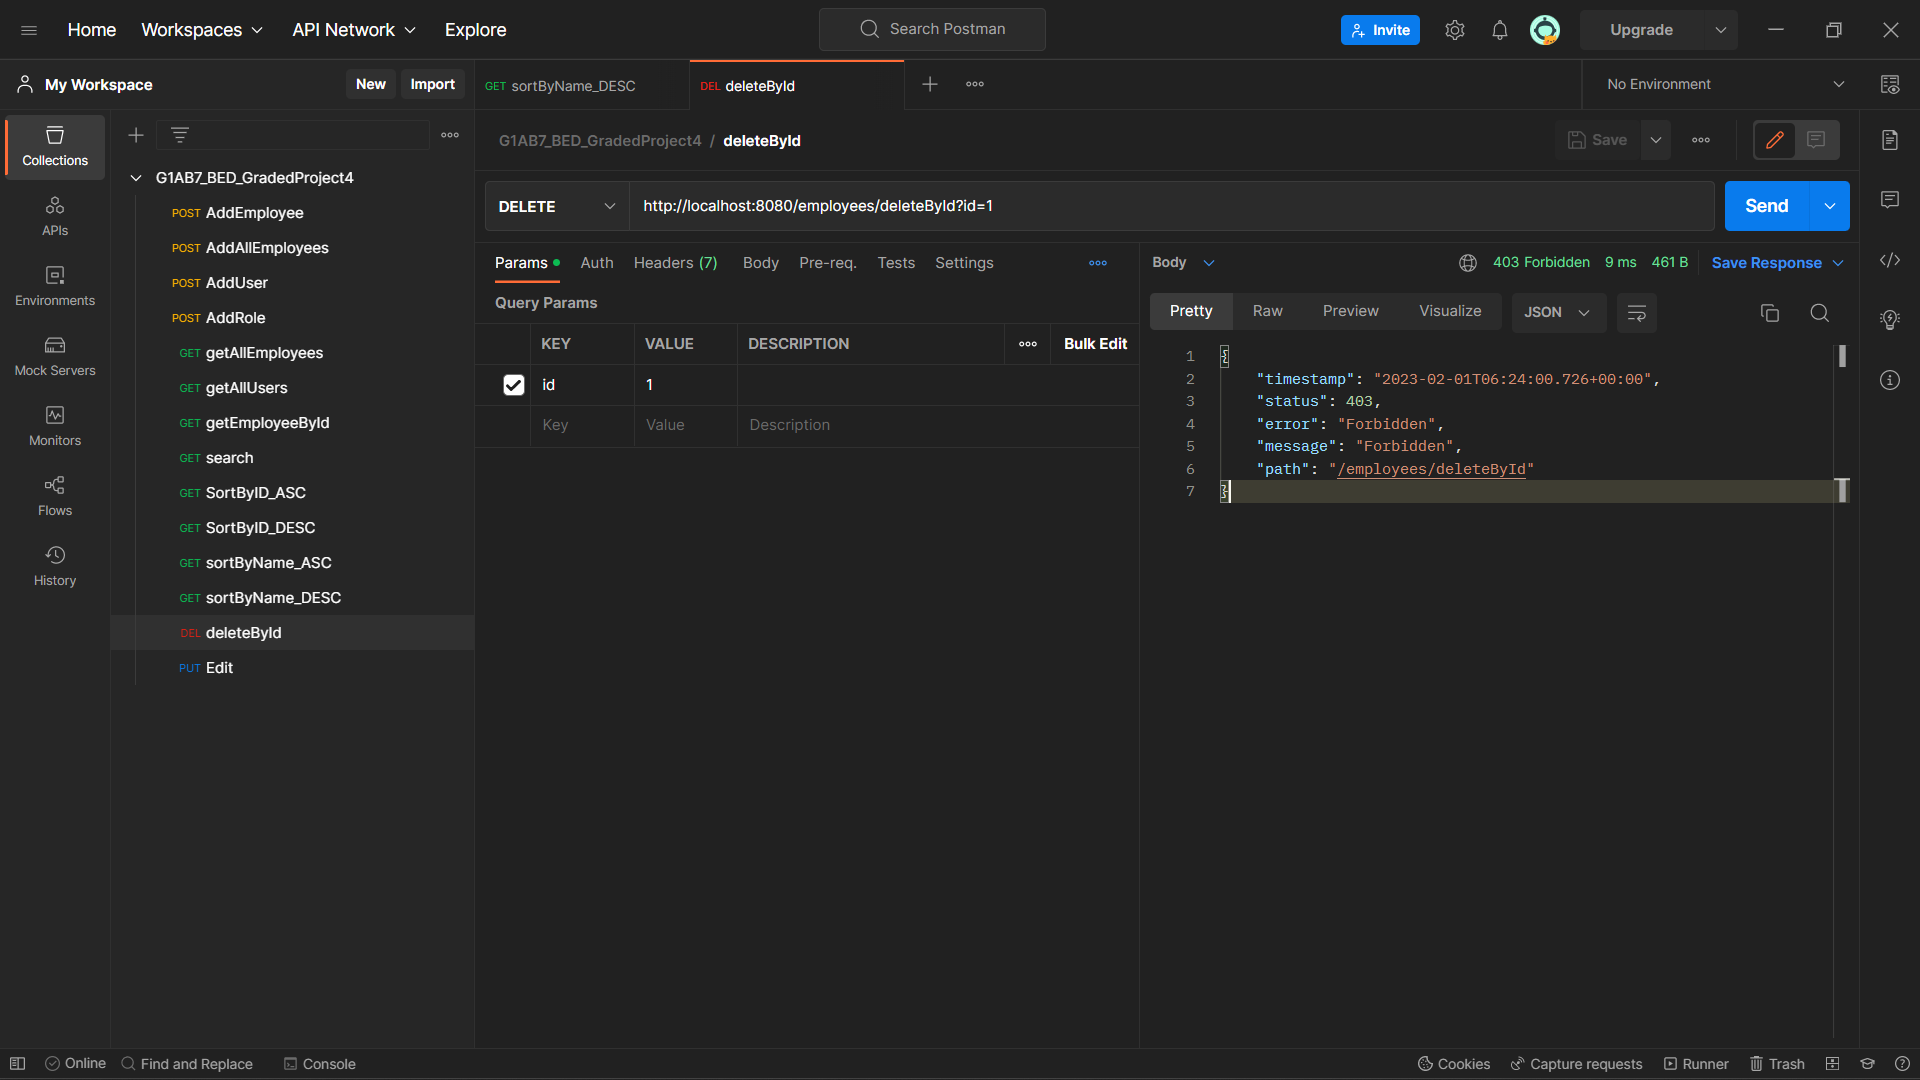 Home Workspaces API Network Explore Search Postman Invite Upgrade
My Workspace New Import GET sortByName_DESC DEL deleteById No Environment
G1AB7_BED_GradedProject4 / deleteById Save
Collections
APIs
Environments
Mock Servers
Monitors
Flows
History
G1AB7_BED_GradedProject4
POST AddEmployee
POST AddAllEmployees
POST AddUser
POST AddRole
GET getAllEmployees
GET getAllUsers
GET getEmployeeById
GET search
GET SortByID_ASC
GET SortByID_DESC
GET sortByName_ASC
GET sortByName_DESC
DEL deleteById
PUT Edit
DELETE http://localhost:8080/employees/deleteById?id=1 Send
Params Auth Headers (7) Body Pre-req. Tests Settings
Query Params
KEY VALUE DESCRIPTION Bulk Edit
id 1
Key Value Description
Body 403 Forbidden 9 ms 461 B Save Response
Pretty Raw Preview Visualize JSON
1 {
2 "timestamp": "2023-02-01T06:24:00.726+00:00",
3 "status": 403,
4 "error": "Forbidden",
5 "message": "Forbidden",
6 "path": "/employees/deleteById"
7 }
Online Find and Replace Console Cookies Capture requests Runner Trash